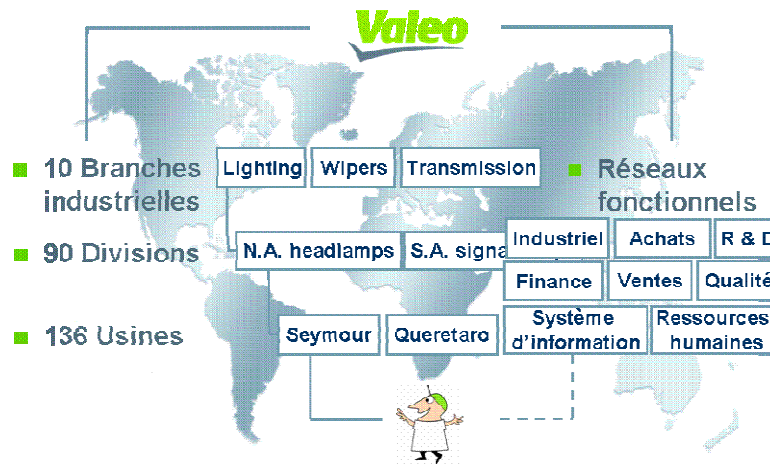 Valeo
10 Branches
industrielles
Lighting
Wipers
Transmission
Réseaux
fonctionnels
90 Divisions
N.A. headlamps
S.A. signa
Industriel
Achats
R & D
Finance
Ventes
Qualité
136 Usines
Seymour
Queretaro
Système
d'information
Ressources
humaines